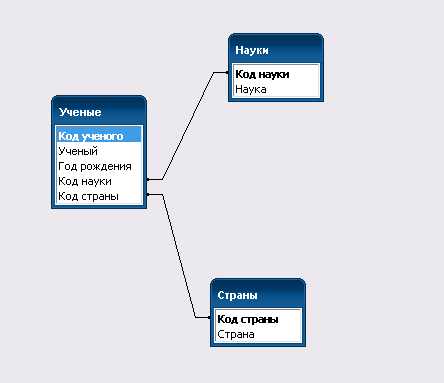 Науки
Код науки
Наука
Ученые
Код ученого
Ученый
Год рождения
Код науки
Код страны
Страны
Код страны
Страна